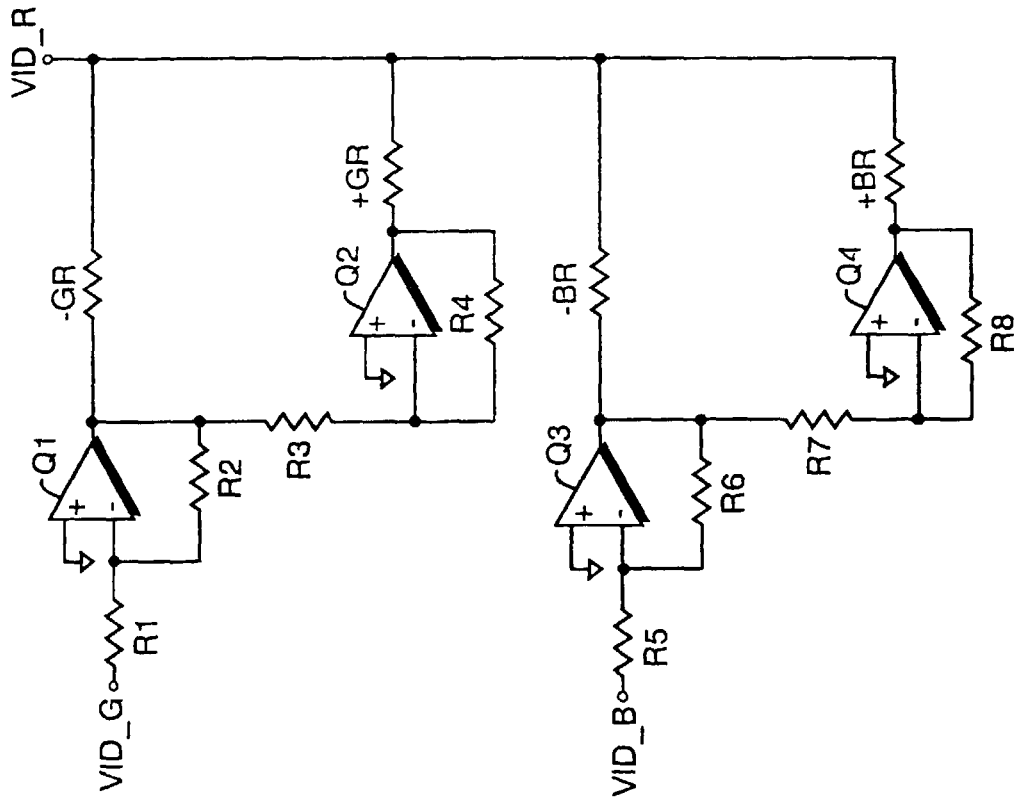 VID_R
-GR
Q1
+
-
R2
VID_G
R1
R3
+GR
Q2
+
-
R4
-BR
Q3
+
-
R6
VID_B
R5
R7
+BR
Q4
+
-
R8